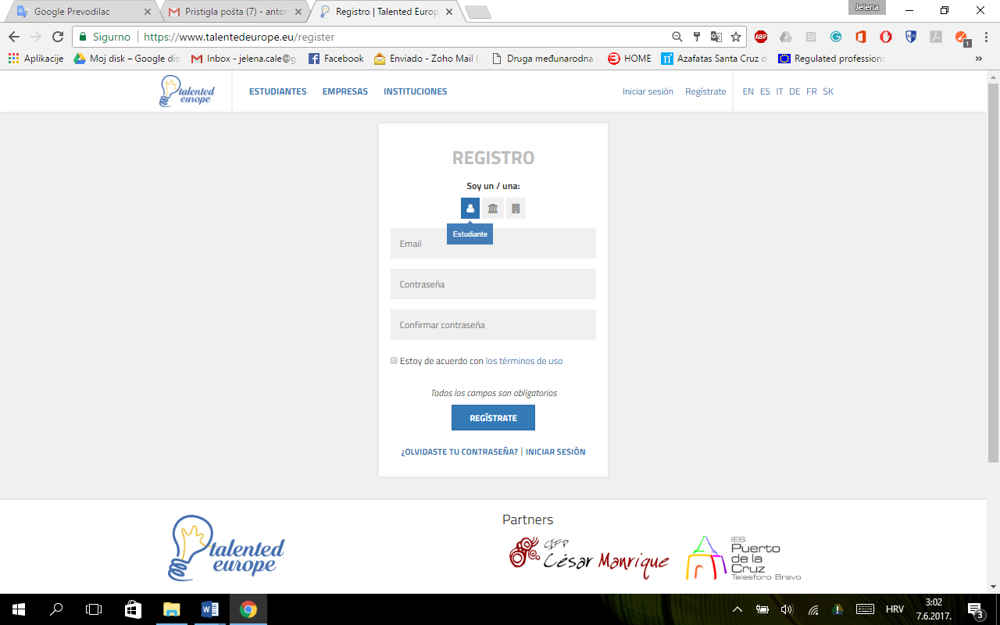 Google Prevodilac
Pristigla pošta (7) - anton
Registro | Talented Europ
Jelena
Sigurno
https://www.talentedeurope.eu/register
ABP
1
Aplikacije
Moj disk – Google dis
Inbox - jelena.cale@g
Facebook
Enviado - Zoho Mail (
Druga međunarodna
HOME
Azafatas Santa Cruz d
Regulated professions
»
talented europe
ESTUDIANTES
EMPRESAS
INSTITUCIONES
Iniciar sesión
Regístrate
EN ES IT DE FR SK
REGISTRO
Soy un / una:
Estudiante
Email
Contraseña
Confirmar contraseña
Estoy de acuerdo con los términos de uso
Todos los campos son obligatorios
REGÍSTRATE
¿OLVIDASTE TU CONTRASEÑA? | INICIAR SESIÓN
talented
europe
Partners
CIFP
César Manrique
IES
Puerto
de la
Cruz
Telesforo Bravo
HRV
3:02
7.6.2017.
3